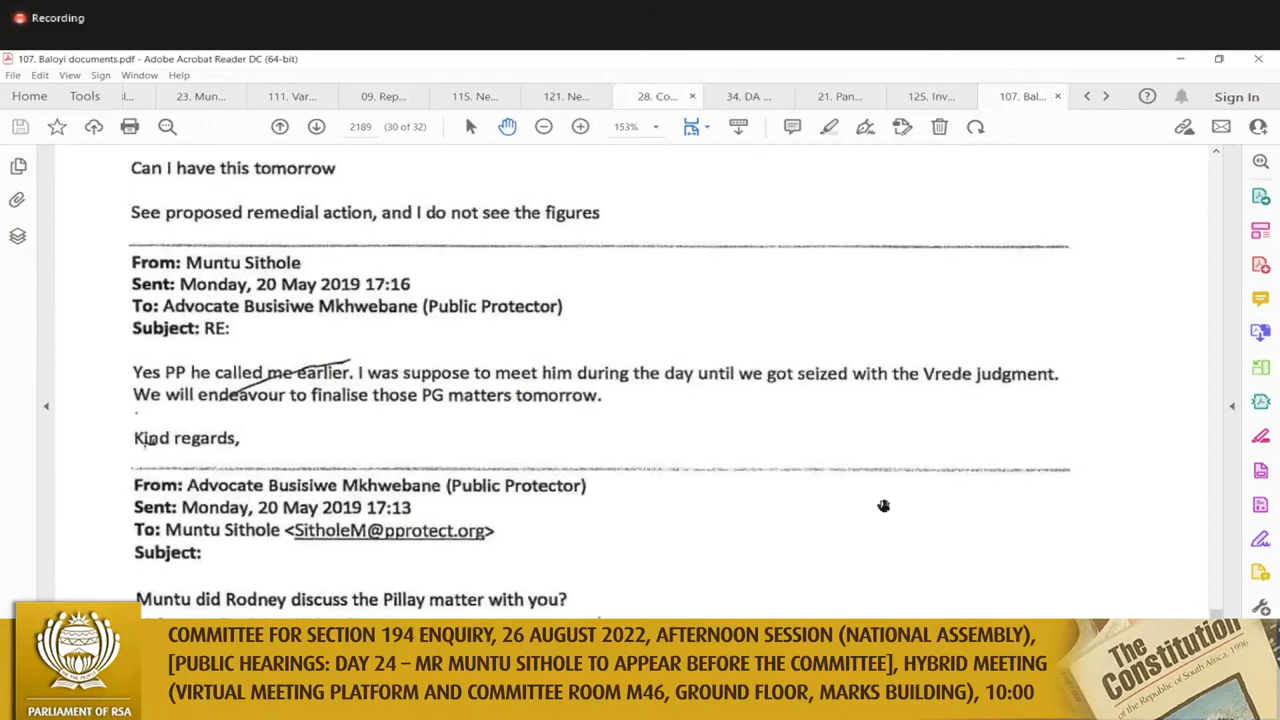 Recording
107. Baloyi documents.pdf - Adobe Acrobat Reader DC (64-bit)
File Edit View Sign Window Help
Home Tools l... 23. Mun... 111. Var... 09. Rep... 115. Ne... 121. Ne... 28. Co... 34. DA ... 21. Pan... 125. Inv... 107. Bal... Sign In
2189 (30 of 32) 153%
Can I have this tomorrow
See proposed remedial action, and I do not see the figures
From: Muntu Sithole
Sent: Monday, 20 May 2019 17:16
To: Advocate Busisiwe Mkhwebane (Public Protector)
Subject: RE:
Yes PP he called me earlier. I was suppose to meet him during the day until we got seized with the Vrede judgment.
We will endeavour to finalise those PG matters tomorrow.
Kind regards,
From: Advocate Busisiwe Mkhwebane (Public Protector)
Sent: Monday, 20 May 2019 17:13
To: Muntu Sithole <SitholeM@pprotect.org>
Subject:
Muntu did Rodney discuss the Pillay matter with you?
COMMITTEE FOR SECTION 194 ENQUIRY, 26 AUGUST 2022, AFTERNOON SESSION (NATIONAL ASSEMBLY),
[PUBLIC HEARINGS: DAY 24 – MR MUNTU SITHOLE TO APPEAR BEFORE THE COMMITTEE], HYBRID MEETING
(VIRTUAL MEETING PLATFORM AND COMMITTEE ROOM M46, GROUND FLOOR, MARKS BUILDING), 10:00
PARLIAMENT OF RSA
The
Constitution
of the Republic of South Africa, 1996